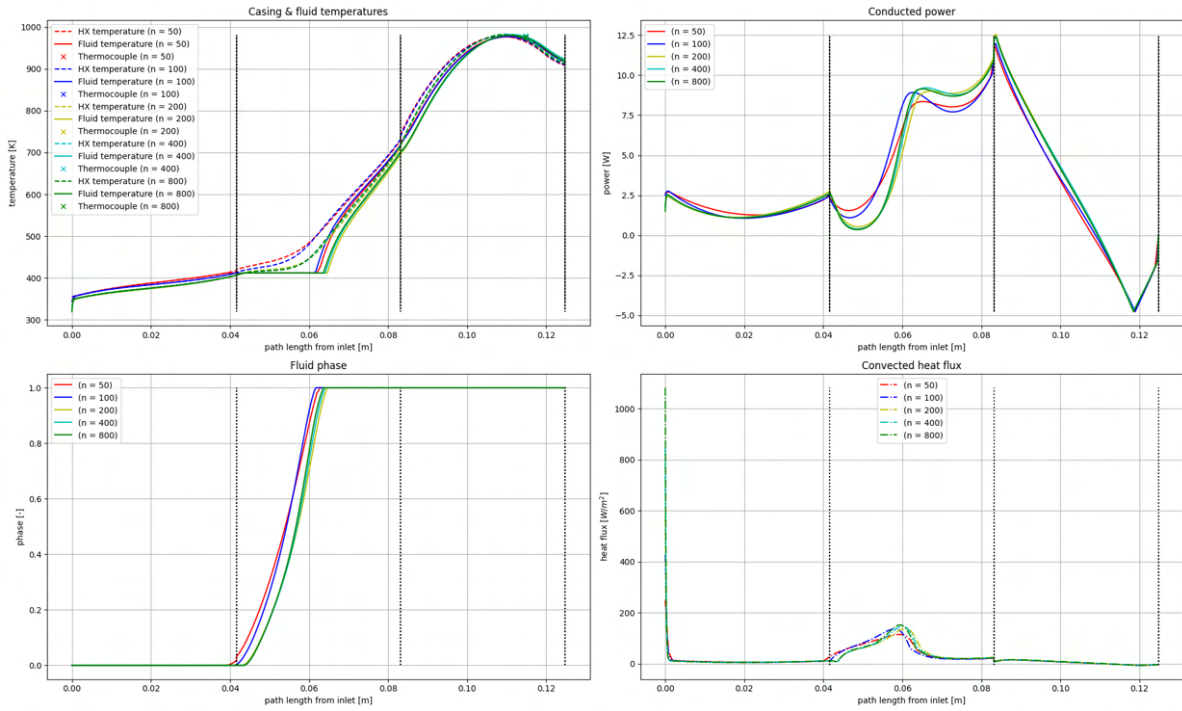 Casing & fluid temperatures
temperature [K]
1000
900
800
700
600
500
400
300
HX temperature (n = 50)
Fluid temperature (n = 50)
Thermocouple (n = 50)
HX temperature (n = 100)
Fluid temperature (n = 100)
Thermocouple (n = 100)
HX temperature (n = 200)
Fluid temperature (n = 200)
Thermocouple (n = 200)
HX temperature (n = 400)
Fluid temperature (n = 400)
Thermocouple (n = 400)
HX temperature (n = 800)
Fluid temperature (n = 800)
Thermocouple (n = 800)
0.00 0.02 0.04 0.06 0.08 0.10 0.12
path length from inlet [m]
Conducted power
power [W]
12.5
10.0
7.5
5.0
2.5
0.0
−2.5
−5.0
(n = 50)
(n = 100)
(n = 200)
(n = 400)
(n = 800)
0.00 0.02 0.04 0.06 0.08 0.10 0.12
path length from inlet [m]
Fluid phase
phase [-]
1.0
0.8
0.6
0.4
0.2
0.0
(n = 50)
(n = 100)
(n = 200)
(n = 400)
(n = 800)
0.00 0.02 0.04 0.06 0.08 0.10 0.12
path length from inlet [m]
Convected heat flux
heat flux [W/m²]
1000
800
600
400
200
0
(n = 50)
(n = 100)
(n = 200)
(n = 400)
(n = 800)
0.00 0.02 0.04 0.06 0.08 0.10 0.12
path length from inlet [m]